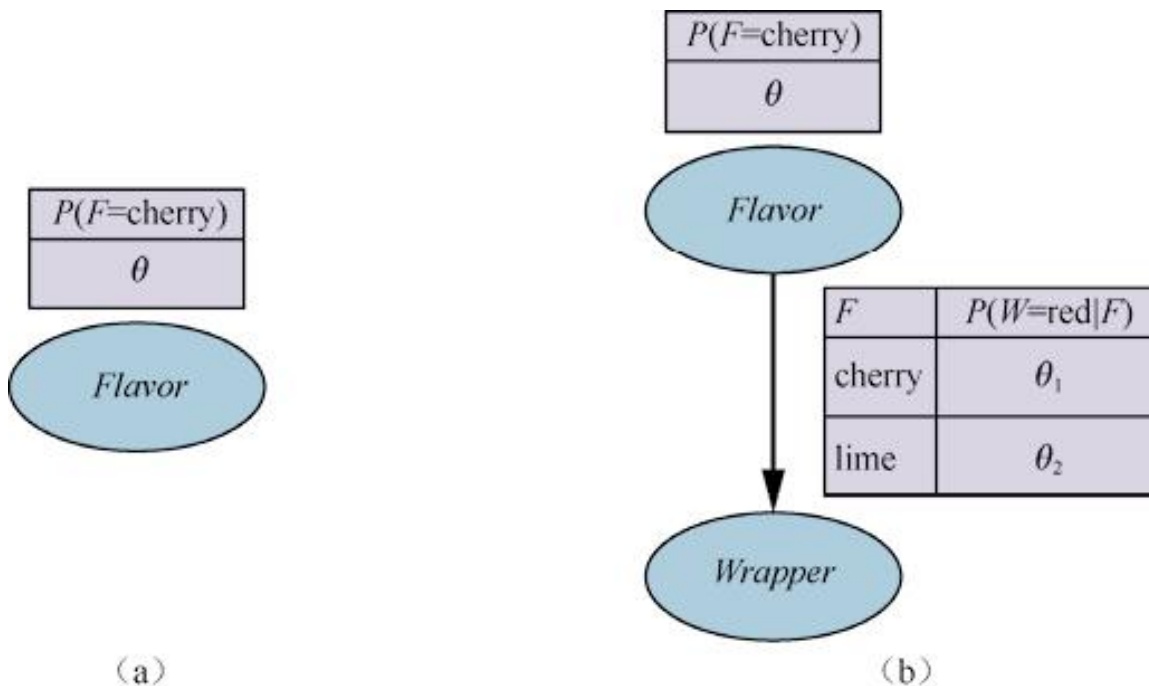 P(F=cherry)
θ
Flavor
(a)
P(F=cherry)
θ
Flavor
F P(W=red|F)
cherry θ₁
lime θ₂
Wrapper
(b)